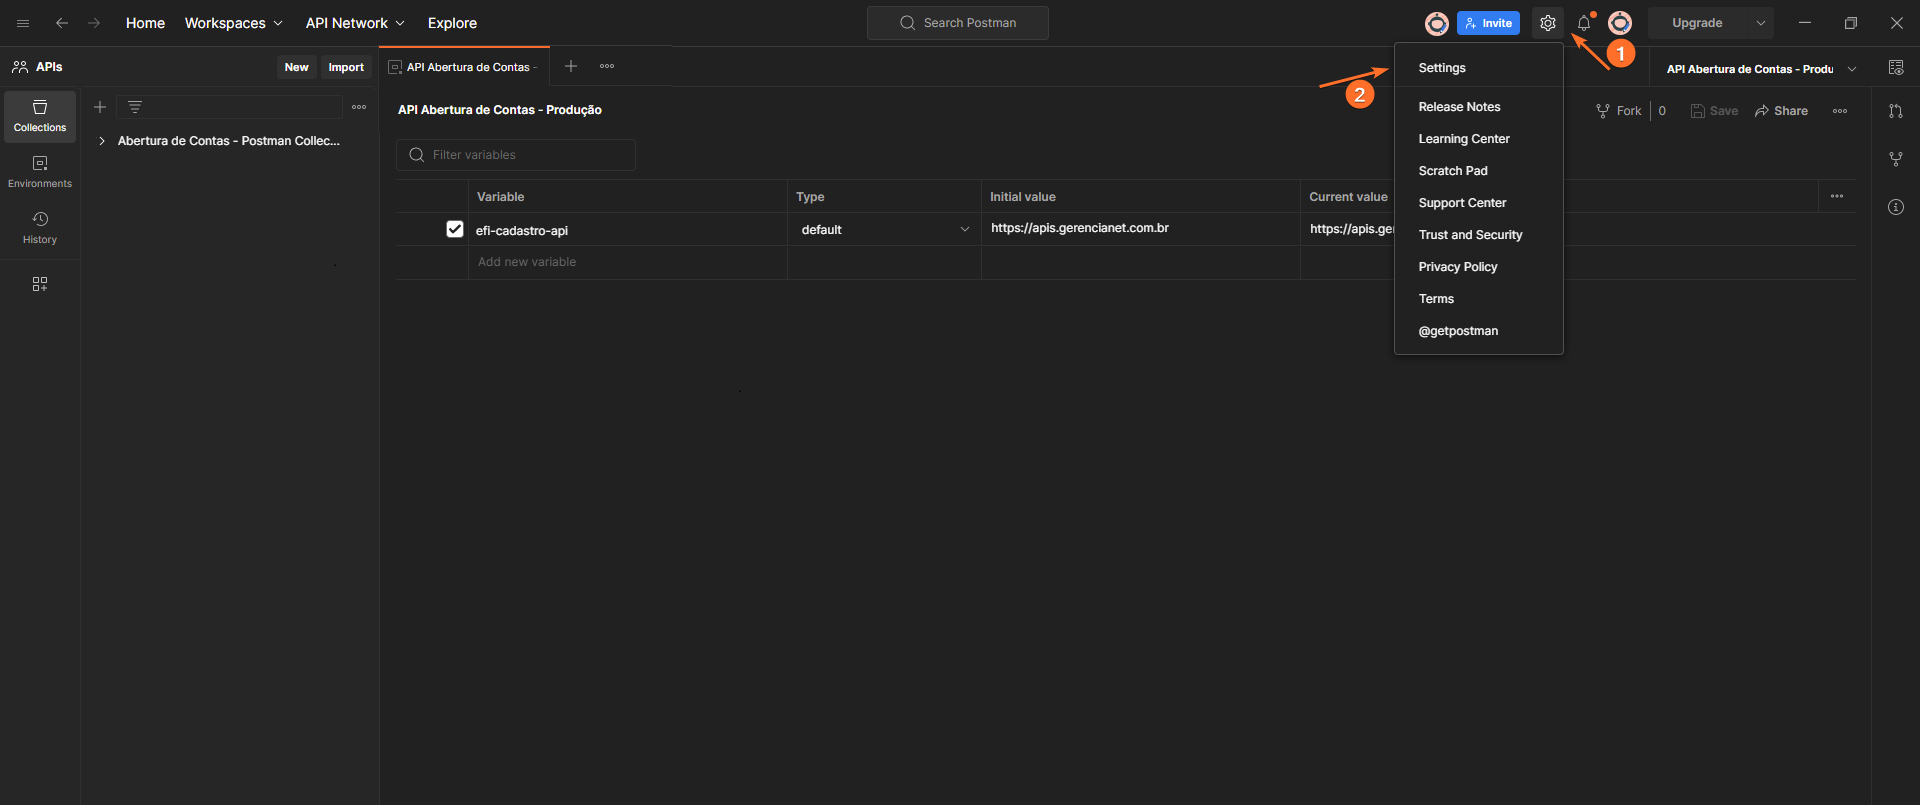 Home Workspaces API Network Explore Search Postman Invite Upgrade
1
APIs New Import API Abertura de Contas - Settings API Abertura de Contas - Produ
2
Collections
Abertura de Contas - Postman Collec...
Environments
History
API Abertura de Contas - Produção
Fork 0 Save Share
Filter variables
Variable Type Initial value Current value
efi-cadastro-api default https://apis.gerencianet.com.br https://apis.ge
Add new variable
Release Notes
Learning Center
Scratch Pad
Support Center
Trust and Security
Privacy Policy
Terms
@getpostman